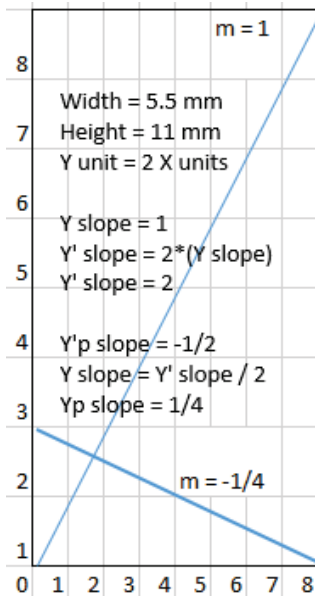 m = 1
8
Width = 5.5 mm
Height = 11 mm
7
Y unit = 2 X units
6
Y slope = 1
Y' slope = 2*(Y slope)
5
Y' slope = 2
4
Y'p slope = -1/2
Y slope = Y' slope / 2
3
Yp slope = 1/4
2
m = -1/4
1
0 1 2 3 4 5 6 7 8